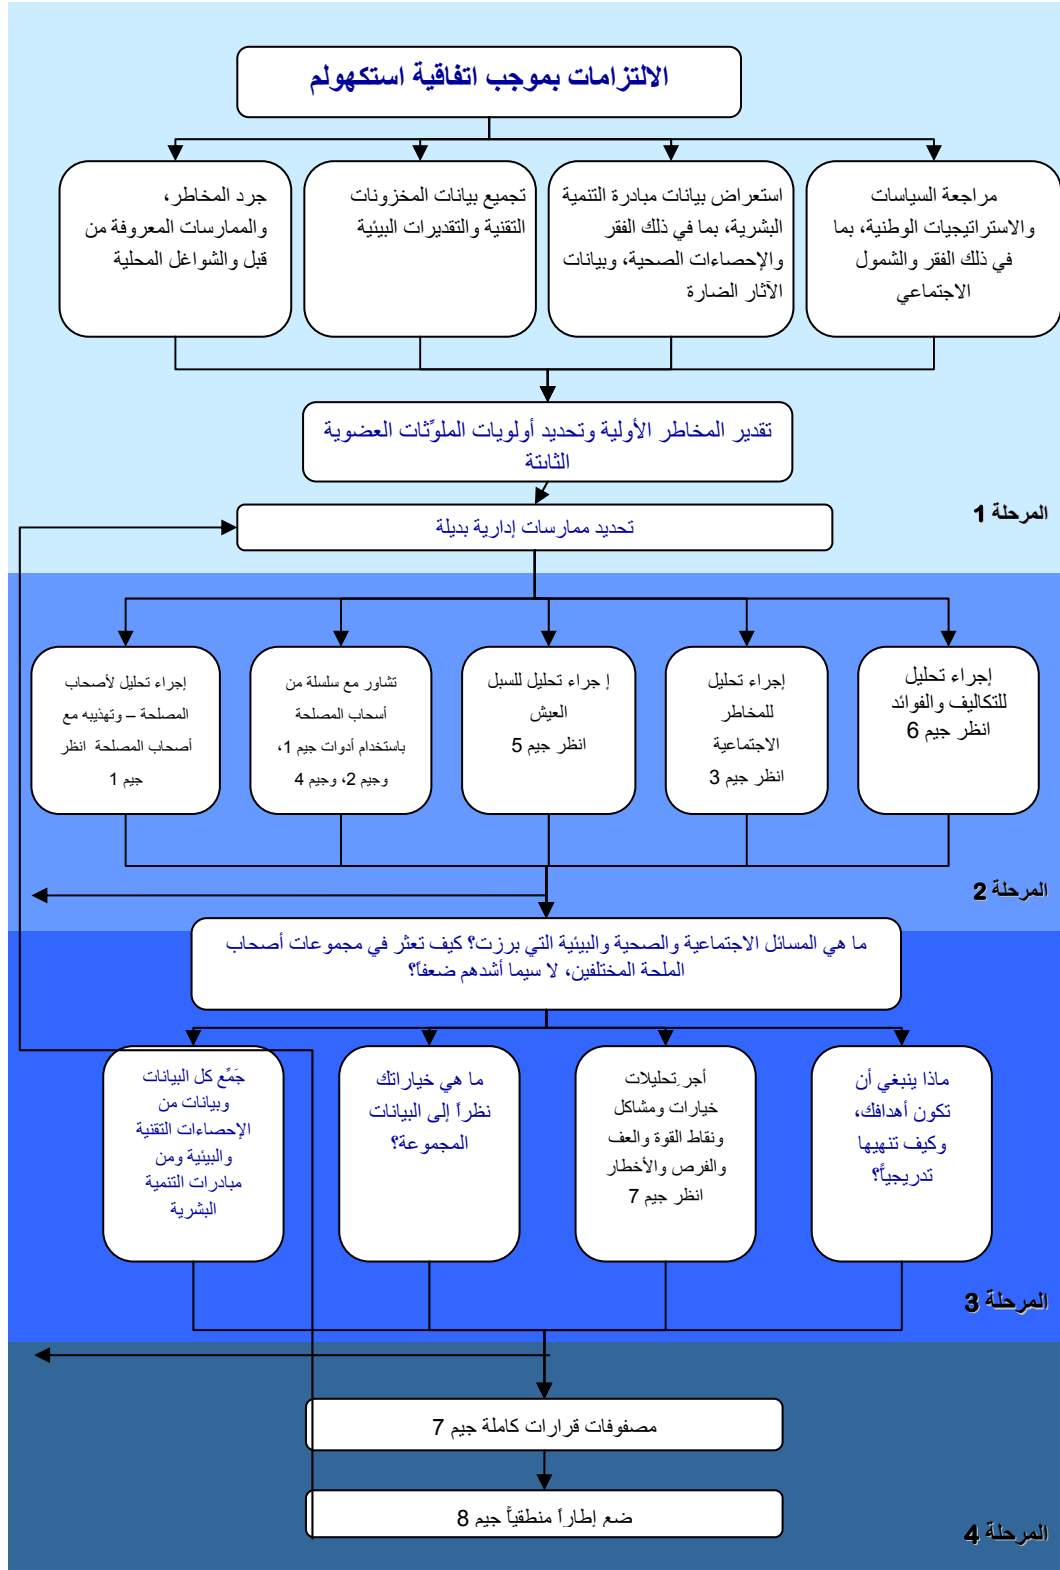 الالتزامات بموجب اتفاقية استكهولم
مراجعة السياسات
والاستراتيجيات الوطنية، بما
في ذلك الفقر والشمول
الاجتماعي
استعراض بيانات مبادرة التنمية
البشرية، بما في ذلك الفقر
والإحصاءات الصحية، وبيانات
الآثار الضارة
تجميع بيانات المخزونات
التقنية والتقديرات البيئية
جرد المخاطر،
والممارسات المعروفة من
قبل والشواغل المحلية
تقدير المخاطر الأولية وتحديد أولويات الملوِّثات العضوية
الثابتة
المرحلة 1
تحديد ممارسات إدارية بديلة
إجراء تحليل
للتكاليف والفوائد
انظر جيم 6
إجراء تحليل
للمخاطر
الاجتماعية
انظر جيم 3
إ جراء تحليل للسبل
العيش
انظر جيم 5
تشاور مع سلسلة من
أسحاب المصلحة
باستخدام أدوات جيم 1،
وجيم 2، وجيم 4
إجراء تحليل لأصحاب
المصلحة – وتهذيبه مع
أصحاب المصلحة انظر
جيم 1
المرحلة 2
ما هي المسائل الاجتماعية والصحية والبيئية التي برزت؟ كيف تعثر في مجموعات أصحاب
الملحة المختلفين، لا سيما أشدهم ضعفاً؟
ماذا ينبغي أن
تكون أهدافك،
وكيف تنهيها
تدريجياً؟
أجرِ تحليلات
خيارات ومشاكل
ونقاط القوة والعف
والفرص والأخطار
انظر جيم 7
ما هي خياراتك
نظراً إلى البيانات
المجموعة؟
جَمِّع كل البيانات
وبيانات من
الإحصاءات التقنية
والبيئية ومن
مبادرات التنمية
البشرية
المرحلة 3
مصفوفات قرارات كاملة جيم 7
ضع إطاراً منطقياً جيم 8
المرحلة 4